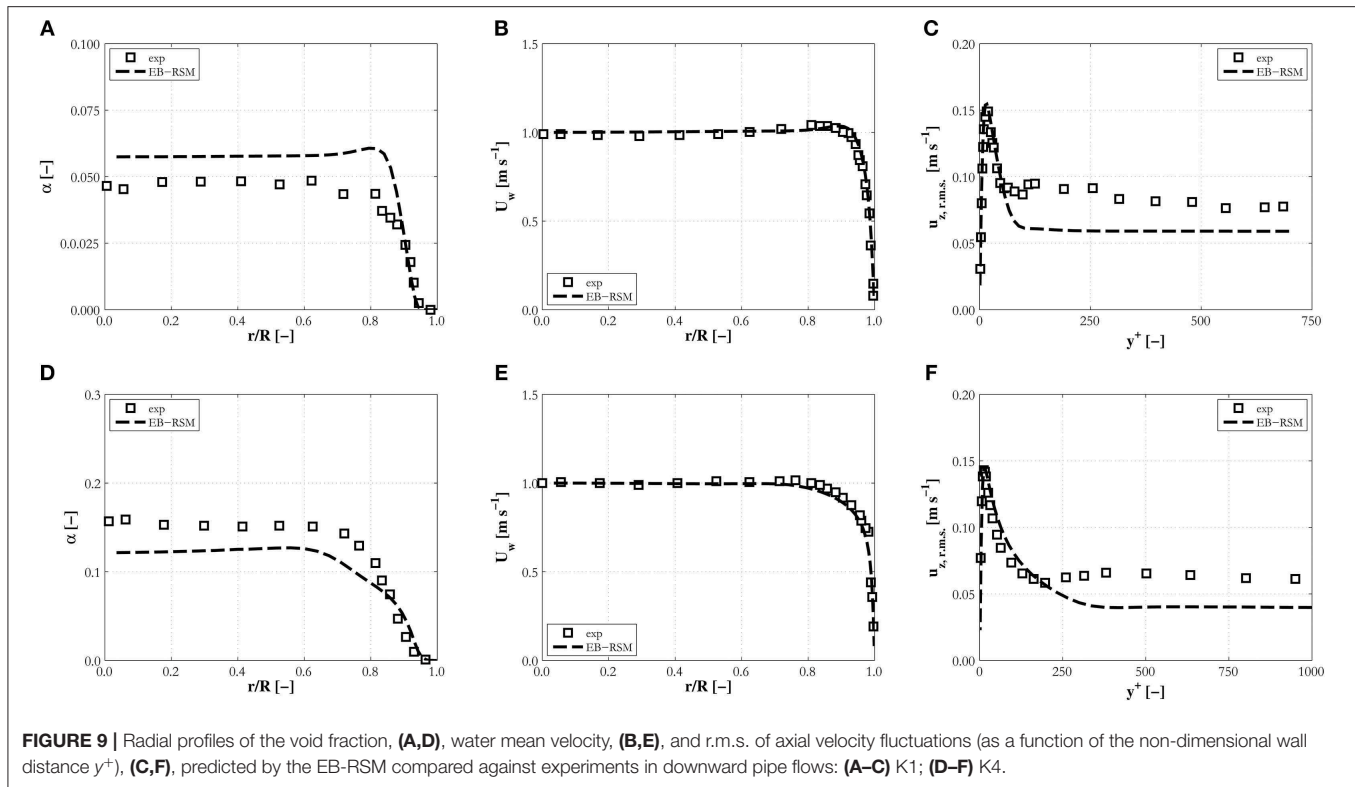 A
0.100
0.075
0.050
0.0025
0.000
α [–]
exp
EB–RSM
0.0 0.2 0.4 0.6 0.8 1.0
r/R [–]
B
1.5
1.0
0.5
0.0
U_w [m s⁻¹]
exp
EB–RSM
0.0 0.2 0.4 0.6 0.8 1.0
r/R [–]
C
0.20
0.15
0.10
0.05
0.00
u_z, r.m.s. [m s⁻¹]
exp
EB–RSM
0 250 500 750
y⁺ [–]
D
0.3
0.2
0.1
0.0
α [–]
exp
EB–RSM
0.0 0.2 0.4 0.6 0.8 1.0
r/R [–]
E
1.5
1.0
0.5
0.0
U_w [m s⁻¹]
exp
EB–RSM
0.0 0.2 0.4 0.6 0.8 1.0
r/R [–]
F
0.20
0.15
0.10
0.05
0.00
u_z, r.m.s. [m s⁻¹]
exp
EB–RSM
0 250 500 750 1000
y⁺ [–]
FIGURE 9 | Radial profiles of the void fraction, (A,D), water mean velocity, (B,E), and r.m.s. of axial velocity fluctuations (as a function of the non-dimensional wall
distance y⁺), (C,F), predicted by the EB-RSM compared against experiments in downward pipe flows: (A–C) K1; (D–F) K4.